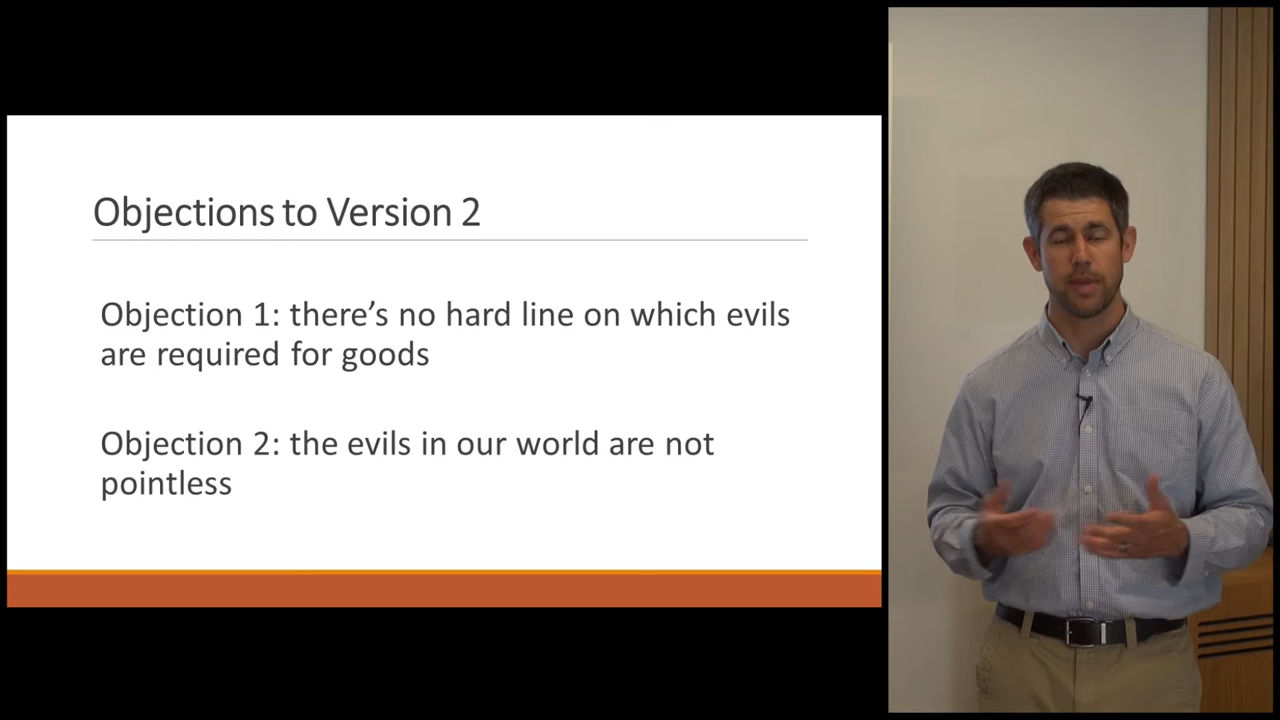 Objections to Version 2
Objection 1: there’s no hard line on which evils
are required for goods
Objection 2: the evils in our world are not
pointless